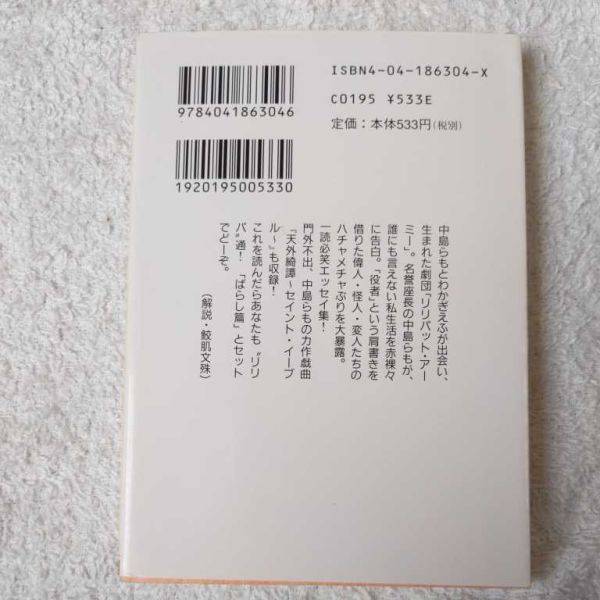 ISBN4-04-186304-X
9784041863046
C0195 ¥533E
定価：本体533円(税別)
1920195005330
中島らもとわかぎえふが出会い、
生まれた劇団『リリパット・アー
ミー』。名誉座長の中島らもが、
誰にも言えない私生活を赤裸々
に告白。「役者」という肩書きを
借りた偉人・怪人・変人たちの
ハチャメチャぶりを大暴露。
一読必笑エッセイ集！
門外不出、中島らもの力作戯曲
「天外綺譚〜セイント・イーブ
ル〜」も収録！
これを読んだらあなたも〝リリ
パ〟通！　「ばらし篇」とセット
でどーぞ。
（解説・鮫肌文殊）